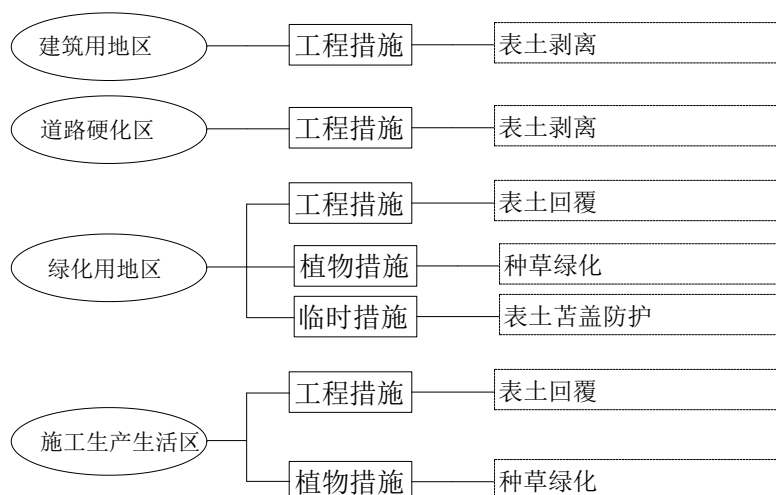 建筑用地区 工程措施 表土剥离
道路硬化区 工程措施 表土剥离
工程措施 表土回覆
绿化用地区 植物措施 种草绿化
临时措施 表土苫盖防护
工程措施 表土回覆
施工生产生活区
植物措施 种草绿化